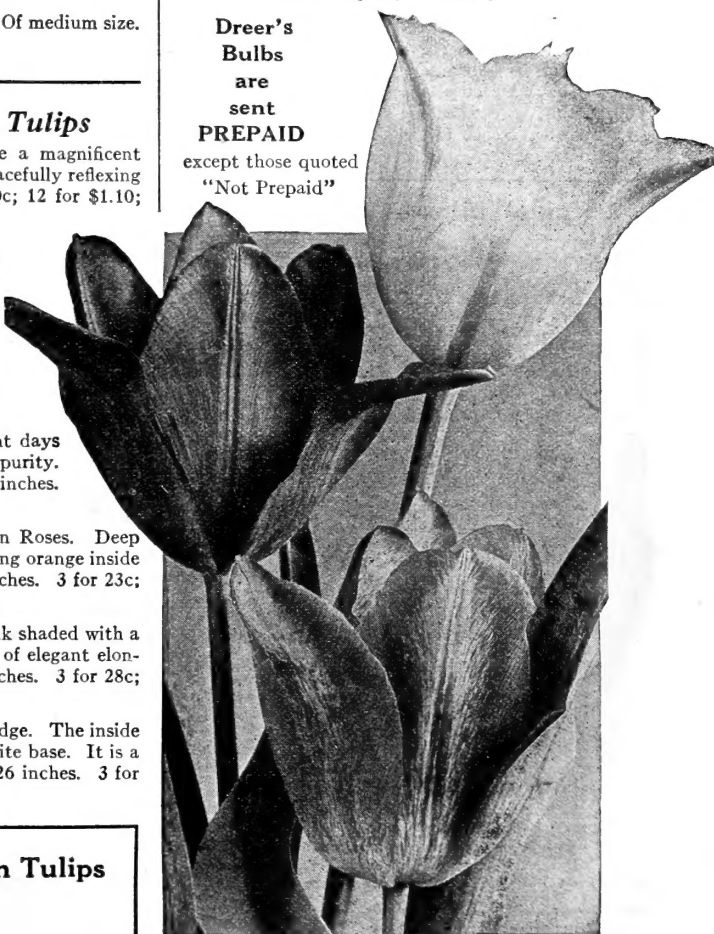 Of medium size.
Tulips
e a magnificent
acefully reflexing
c; 12 for $1.10;
t days
purity.
inches.
n Roses. Deep
ng orange inside
ches. 3 for 23c;
k shaded with a
of elegant elon-
ches. 3 for 28c;
dge. The inside
ite base. It is a
26 inches. 3 for
n Tulips
Dreer's
Bulbs
are
sent
PREPAID
except those quoted
"Not Prepaid"